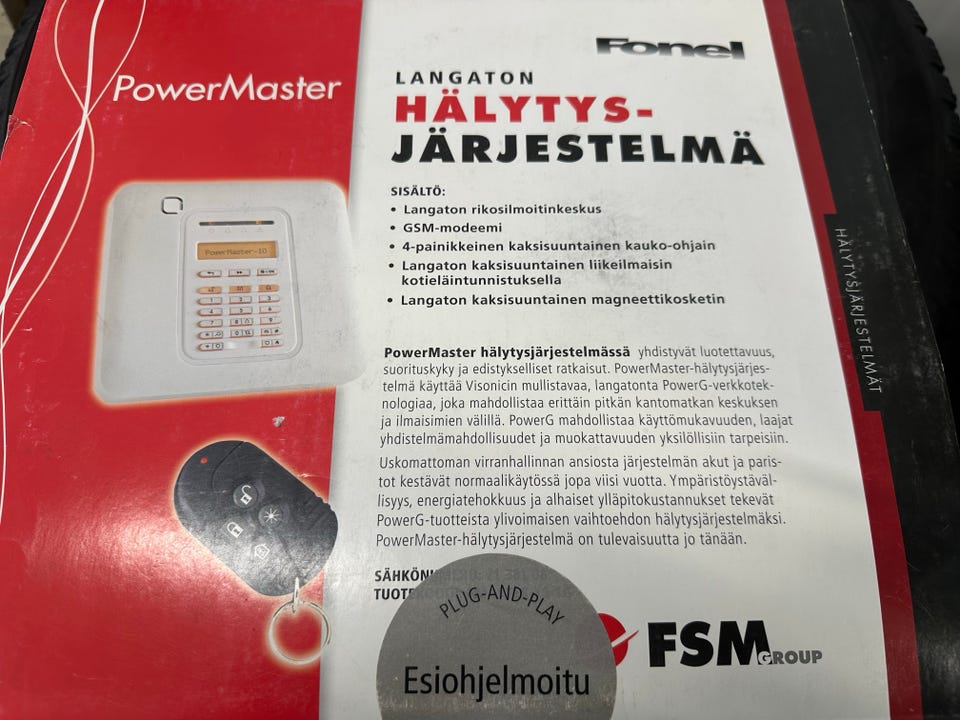 Fonel
PowerMaster
LANGATON
HÄLYTYS-
JÄRJESTELMÄ
SISÄLTÖ:
• Langaton rikosilmoitinkeskus
• GSM-modeemi
• 4-painikkeinen kaksisuuntainen kauko-ohjain
• Langaton kaksisuuntainen liikeilmaisin
kotieläintunnistuksella
• Langaton kaksisuuntainen magneettikosketin
PowerMaster-10
HÄLYTYSJÄRJESTELMÄT
PowerMaster hälytysjärjestelmässä yhdistyvät luotettavuus,
suorituskyky ja edistykselliset ratkaisut. PowerMaster-hälytysjärjes-
telmä käyttää Visonicin mullistavaa, langatonta PowerG-verkkotek-
nologiaa, joka mahdollistaa erittäin pitkän kantomatkan keskuksen
ja ilmaisimien välillä. PowerG mahdollistaa käyttömukavuuden, laajat
yhdistelmämahdollisuudet ja muokattavuuden yksilöllisiin tarpeisiin.
Uskomattoman virranhallinnan ansiosta järjestelmän akut ja paris-
tot kestävät normaalikäytössä jopa viisi vuotta. Ympäristöystäväl-
lisyys, energiatehokkuus ja alhaiset ylläpitokustannukset tekevät
PowerG-tuotteista ylivoimaisen vaihtoehdon hälytysjärjestelmäksi.
PowerMaster-hälytysjärjestelmä on tulevaisuutta jo tänään.
PLUG-AND-PLAY
Esiohjelmoitu
FSM
GROUP